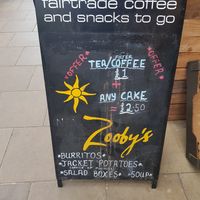 fairtrade coffee
and snacks to go
OFFER OFFER
FILTER
TEA/COFFEE
£1
+
ANY CAKE
= £2.50
Zooby's
*BURRITOS*
*JACKET POTATOES*
*SALAD BOXES *SOUP*